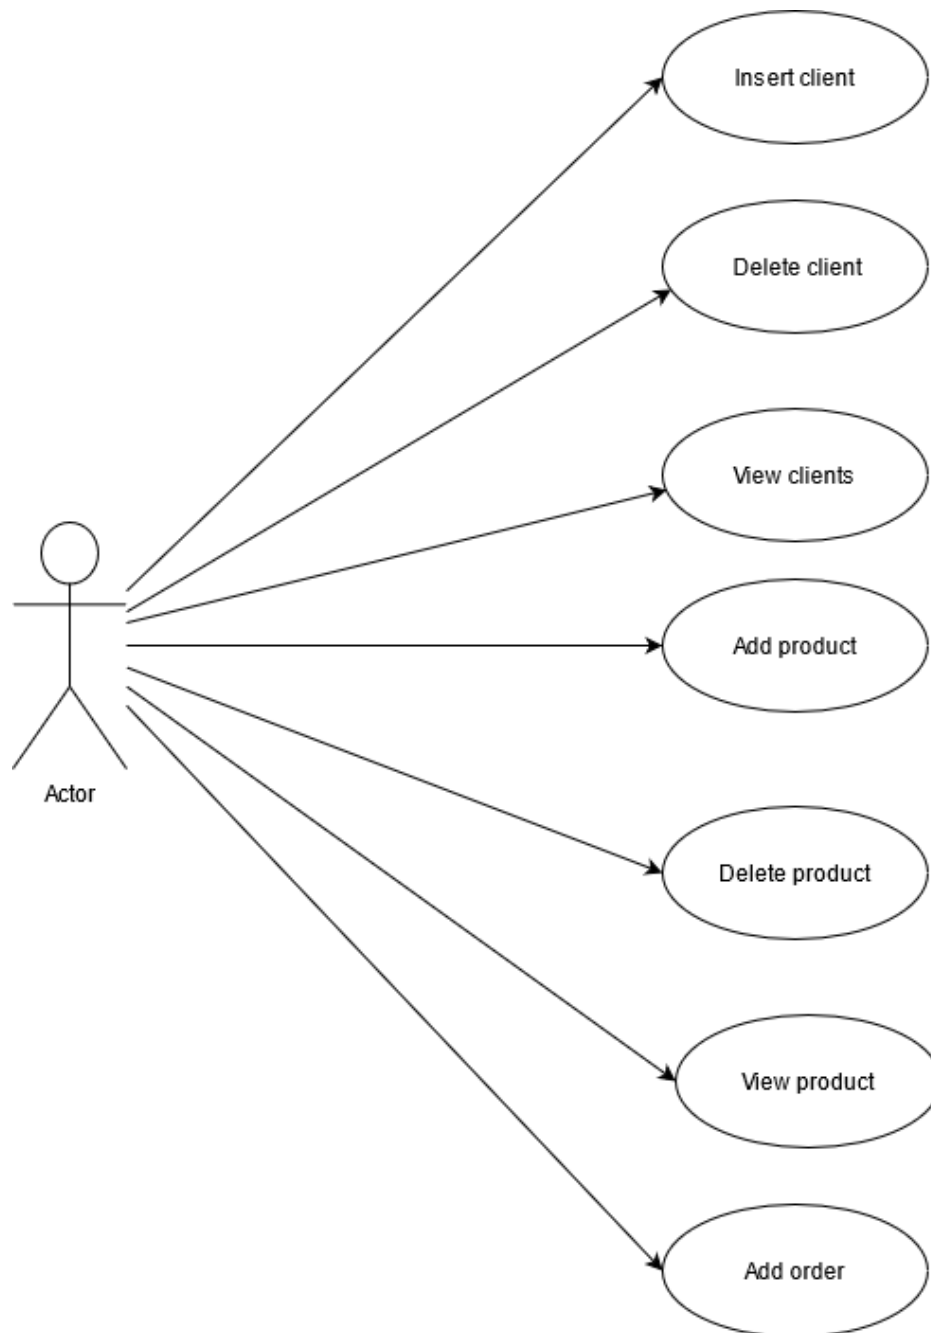 Insert client
Delete client
View clients
Add product
Actor
Delete product
View product
Add order